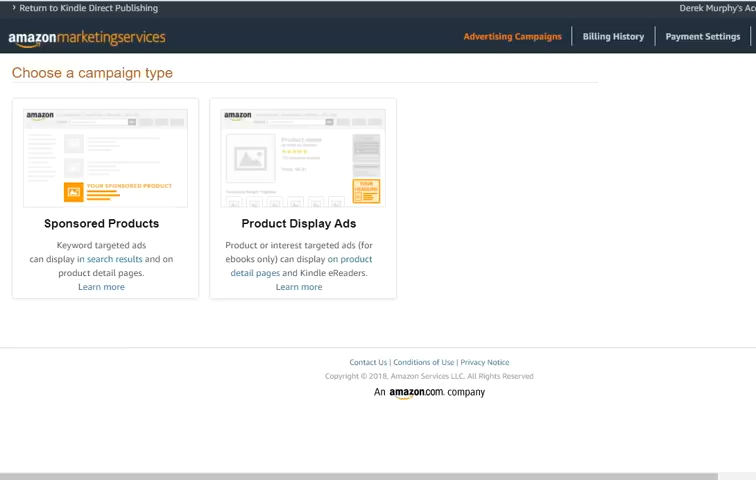 › Return to Kindle Direct Publishing
Derek Murphy's Ac
amazonmarketingservices
Advertising Campaigns
Billing History
Payment Settings
Choose a campaign type
amazon
YOUR SPONSORED PRODUCT
Sponsored Products
Keyword targeted ads
can display in search results and on
product detail pages.
Learn more
amazon
Product name
YOUR
HEADLINE
Product Display Ads
Product or interest targeted ads (for
ebooks only) can display on product
detail pages and Kindle eReaders.
Learn more
Contact Us | Conditions of Use | Privacy Notice
Copyright © 2018, Amazon Services LLC. All Rights Reserved
An amazon.com. company